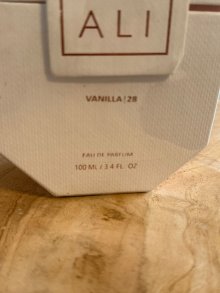 ALI
VANILLA | 28
EAU DE PARFUM
100 ML / 3.4 FL. OZ